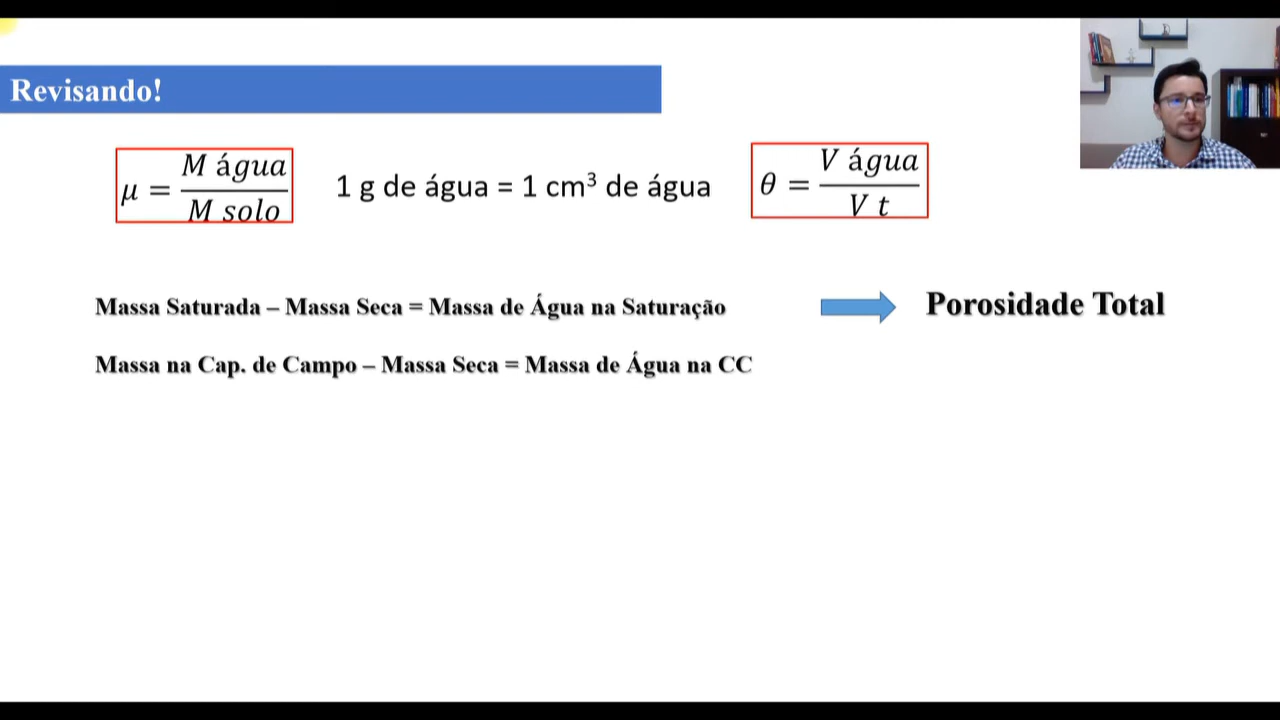 Revisando!
μ = M água / M solo
1 g de água = 1 cm³ de água
θ = V água / V t
Massa Saturada – Massa Seca = Massa de Água na Saturação
Porosidade Total
Massa na Cap. de Campo – Massa Seca = Massa de Água na CC